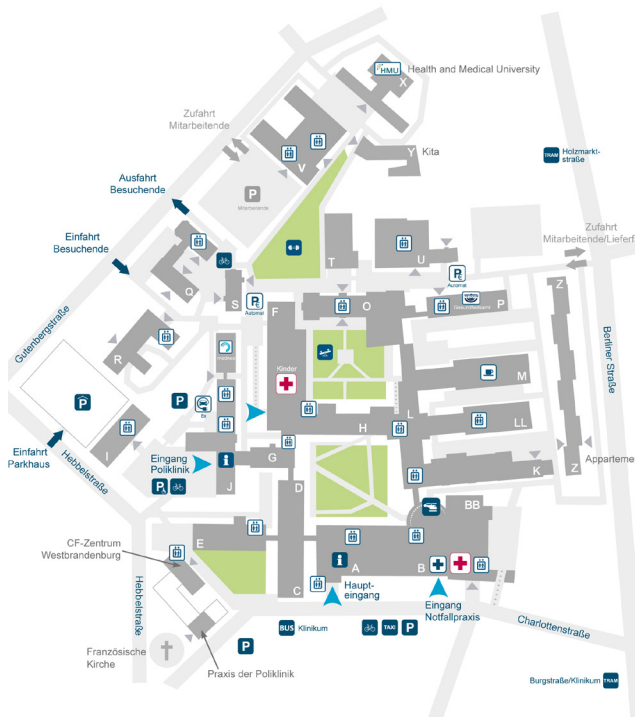 HMU
Health and Medical University
X
Zufahrt
Mitarbeitende
Y
Kita
V
TRAM
Holzmarkt-
straße
Ausfahrt
Besuchende
P
Mitarbeitende
Einfahrt
Besuchende
Zufahrt
Mitarbeitende/Lieferf
T
U
Q
S
P
Automat
P
Automat
Z
F
O
P
Gutenbergstraße
Berliner Straße
R
Kinder
M
P
P
L
H
LL
Einfahrt
Parkhaus
I
Eingang
Poliklinik
G
K
Z
Apparteme
Hebbelstraße
P
J
D
BB
E
CF-Zentrum
Westbrandenburg
A
B
C
Haupt-
eingang
Eingang
Notfallpraxis
Hebbelstraße
Charlottenstraße
BUS
Klinikum
TAXI
P
P
Französische
Kirche
Praxis der Poliklinik
Burgstraße/Klinikum
TRAM